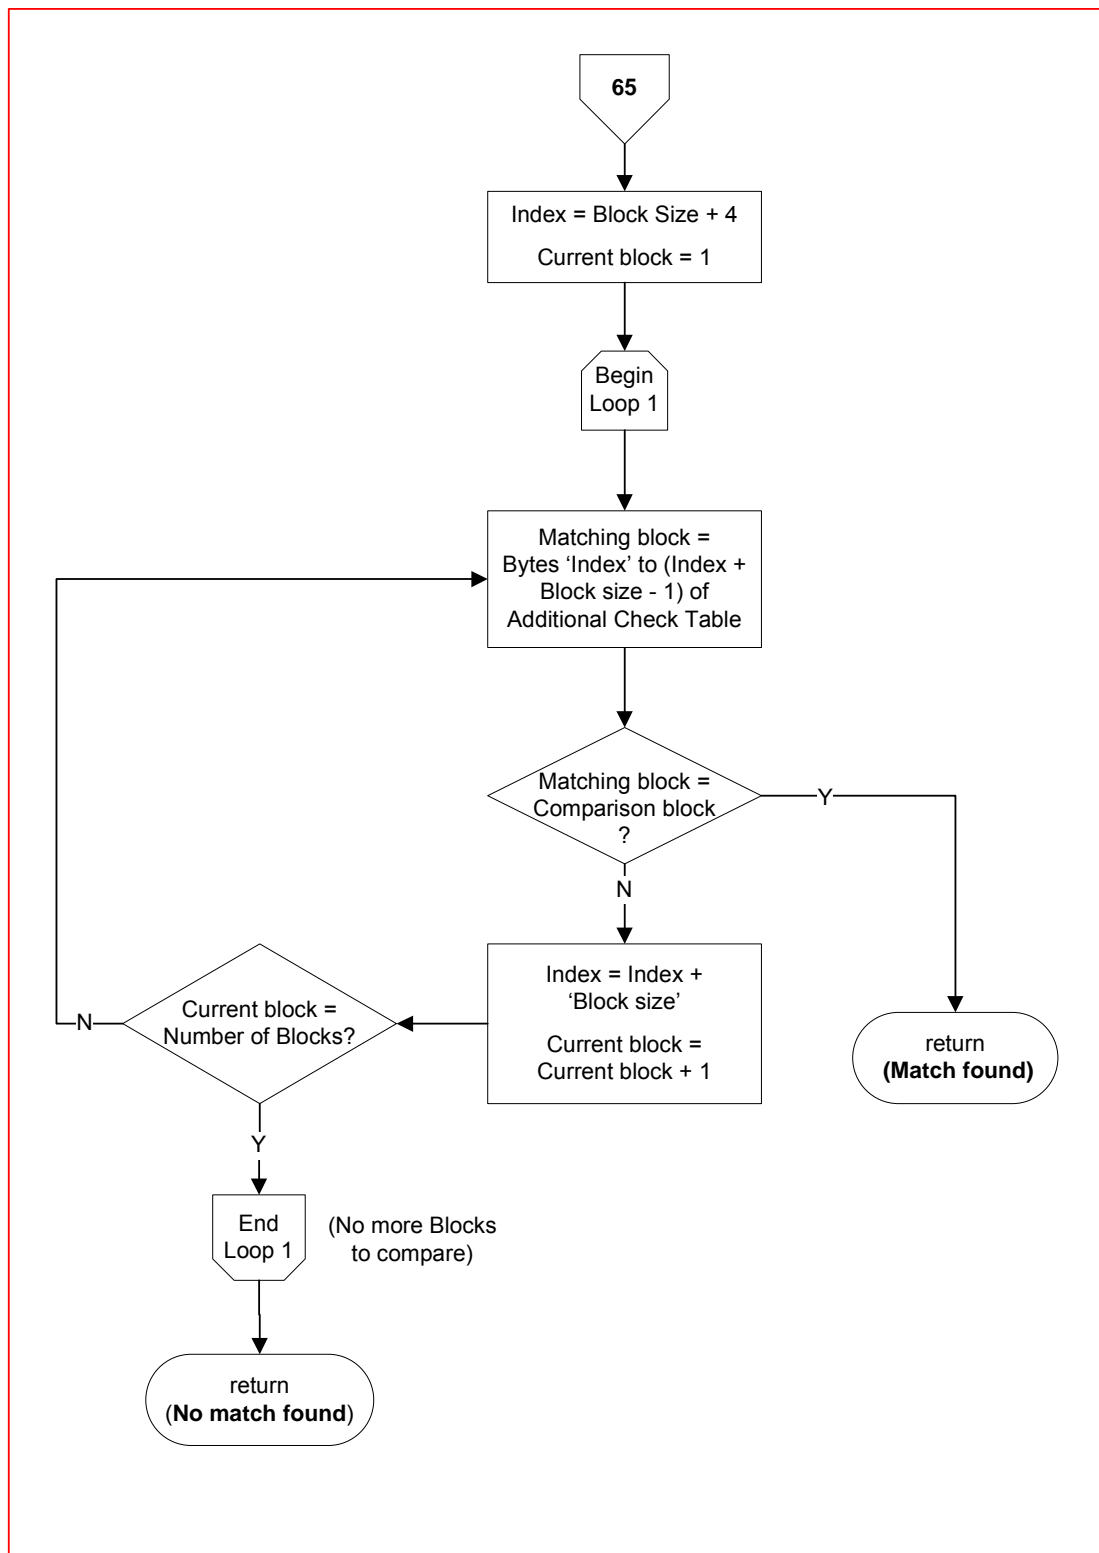 65
Index = Block Size + 4
Current block = 1
Begin
Loop 1
Matching block =
Bytes ‘Index’ to (Index +
Block size - 1) of
Additional Check Table
Matching block =
Comparison block
?
Y
N
Index = Index +
‘Block size’
Current block =
Current block + 1
Current block =
Number of Blocks?
N
return
(Match found)
Y
End
Loop 1
(No more Blocks
to compare)
return
(No match found)